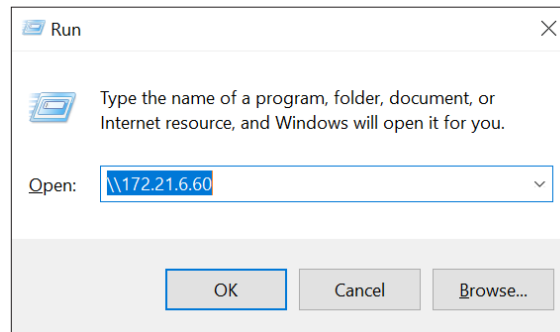 Run
Type the name of a program, folder, document, or
Internet resource, and Windows will open it for you.
Open: \\172.21.6.60
OK Cancel Browse...